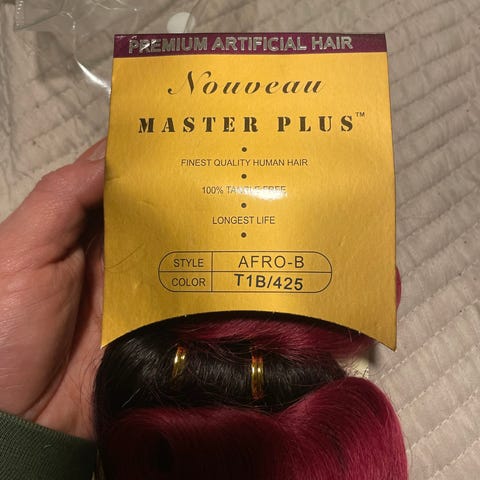 PREMIUM ARTIFICIAL HAIR
Nouveau
MASTER PLUS™
• FINEST QUALITY HUMAN HAIR
• 100% TANGLE FREE
• LONGEST LIFE
•
STYLE AFRO-B
COLOR T1B/425